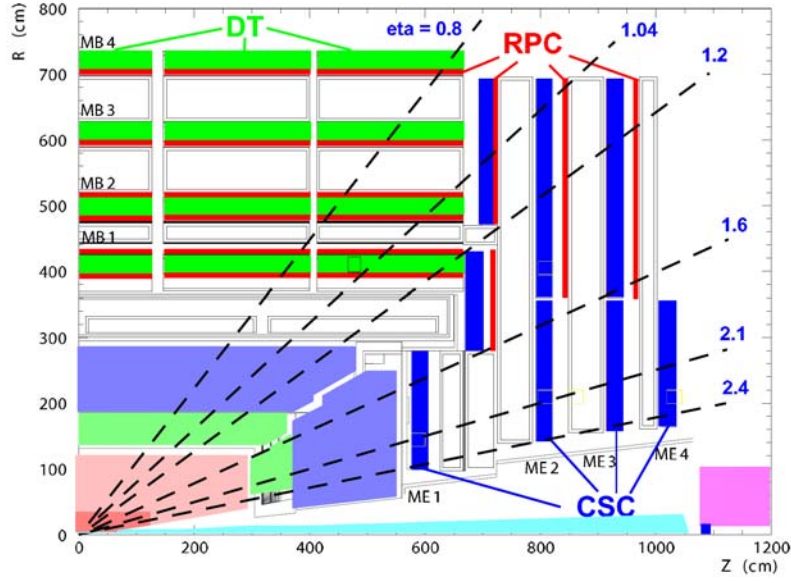 R (cm)
800
700
600
500
400
300
200
100
0
MB 4
MB 3
MB 2
MB 1
DT
eta = 0.8
RPC
1.04
1.2
1.6
2.1
2.4
ME 1
ME 2
ME 3
ME 4
CSC
0
200
400
600
800
1000
1200
Z (cm)